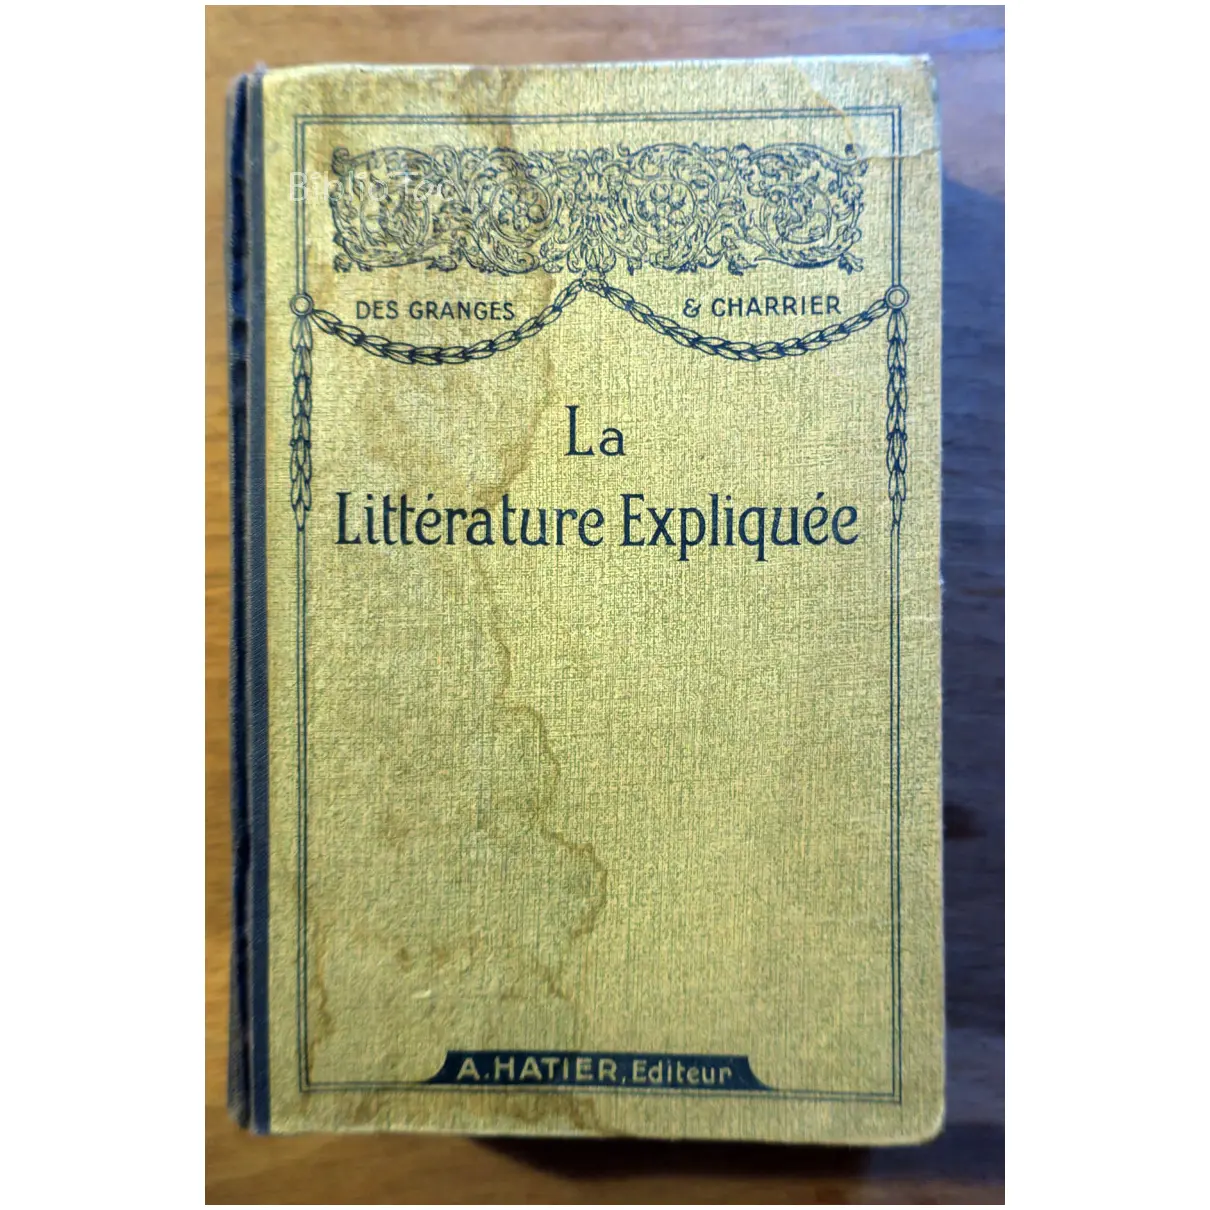 DES GRANGES & CHARRIER
La
Littérature Expliquée
A. HATIER, Editeur